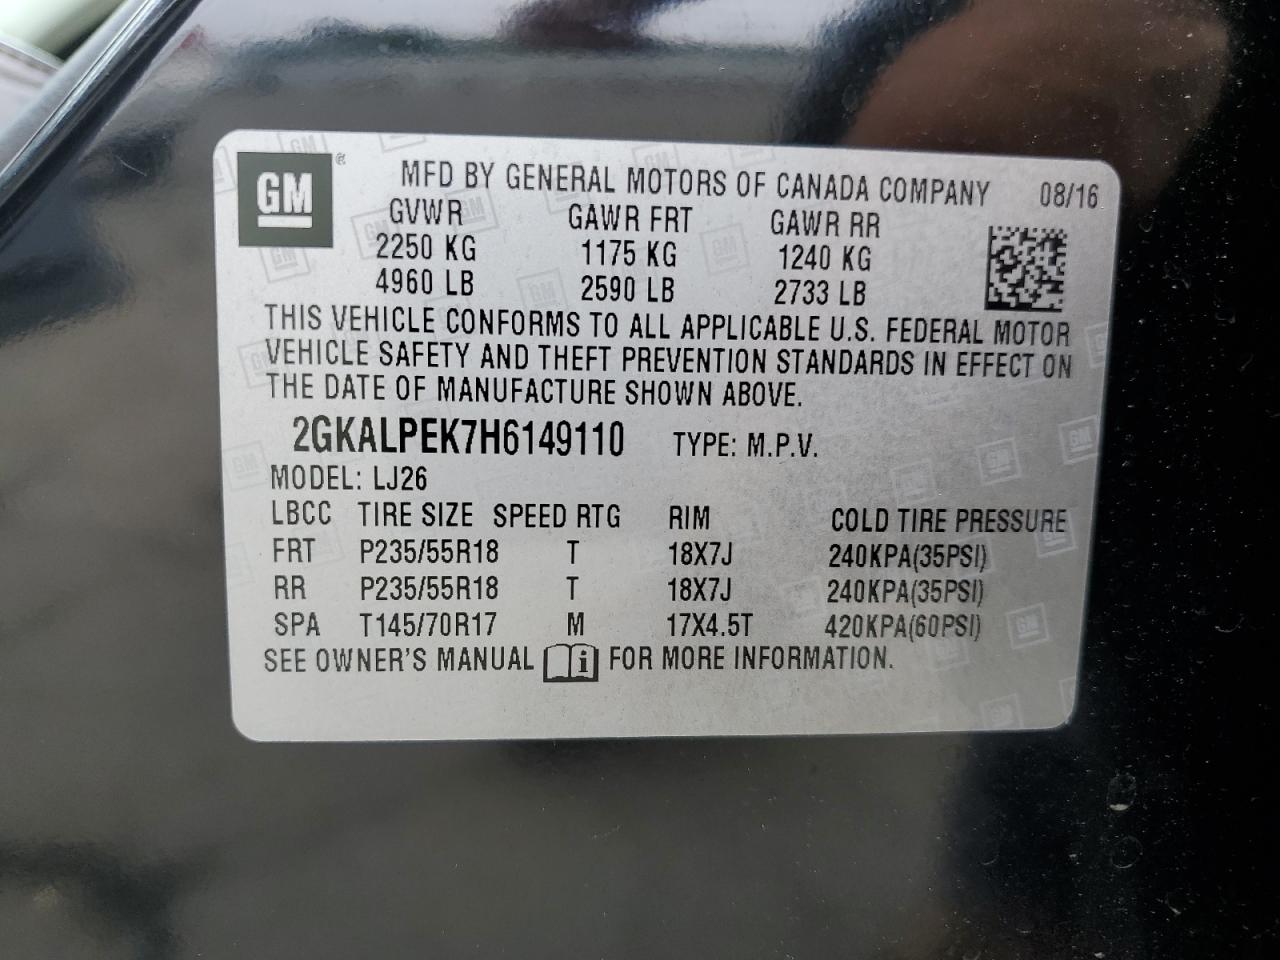 GM ® MFD BY GENERAL MOTORS OF CANADA COMPANY 08/16
GVWR GAWR FRT GAWR RR
2250 KG 1175 KG 1240 KG
4960 LB 2590 LB 2733 LB
THIS VEHICLE CONFORMS TO ALL APPLICABLE U.S. FEDERAL MOTOR
VEHICLE SAFETY AND THEFT PREVENTION STANDARDS IN EFFECT ON
THE DATE OF MANUFACTURE SHOWN ABOVE.
2GKALPEK7H6149110 TYPE: M.P.V.
MODEL: LJ26
LBCC TIRE SIZE SPEED RTG RIM COLD TIRE PRESSURE
FRT P235/55R18 T 18X7J 240KPA(35PSI)
RR P235/55R18 T 18X7J 240KPA(35PSI)
SPA T145/70R17 M 17X4.5T 420KPA(60PSI)
SEE OWNER'S MANUAL i FOR MORE INFORMATION.